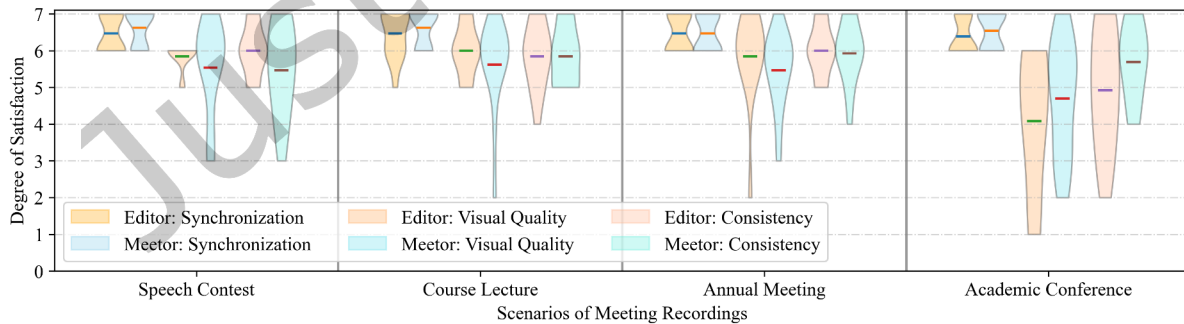 Just
Degree of Satisfaction
7
6
5
4
3
2
1
0
Editor: Synchronization
Editor: Visual Quality
Editor: Consistency
Meetor: Synchronization
Meetor: Visual Quality
Meetor: Consistency
Speech Contest
Course Lecture
Annual Meeting
Academic Conference
Scenarios of Meeting Recordings